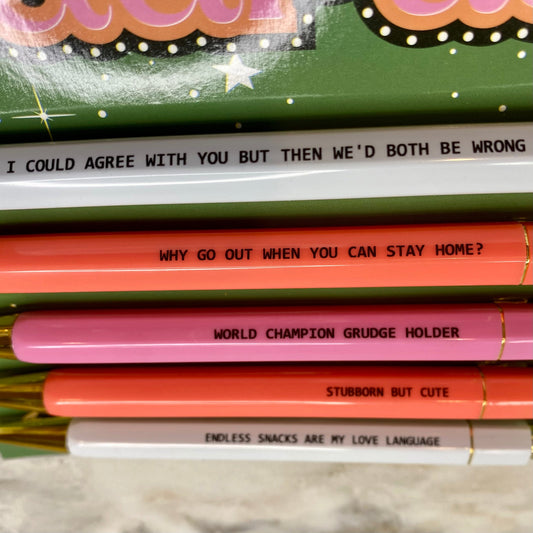 I COULD AGREE WITH YOU BUT THEN WE'D BOTH BE WRONG
WHY GO OUT WHEN YOU CAN STAY HOME?
WORLD CHAMPION GRUDGE HOLDER
STUBBORN BUT CUTE
ENDLESS SNACKS ARE MY LOVE LANGUAGE